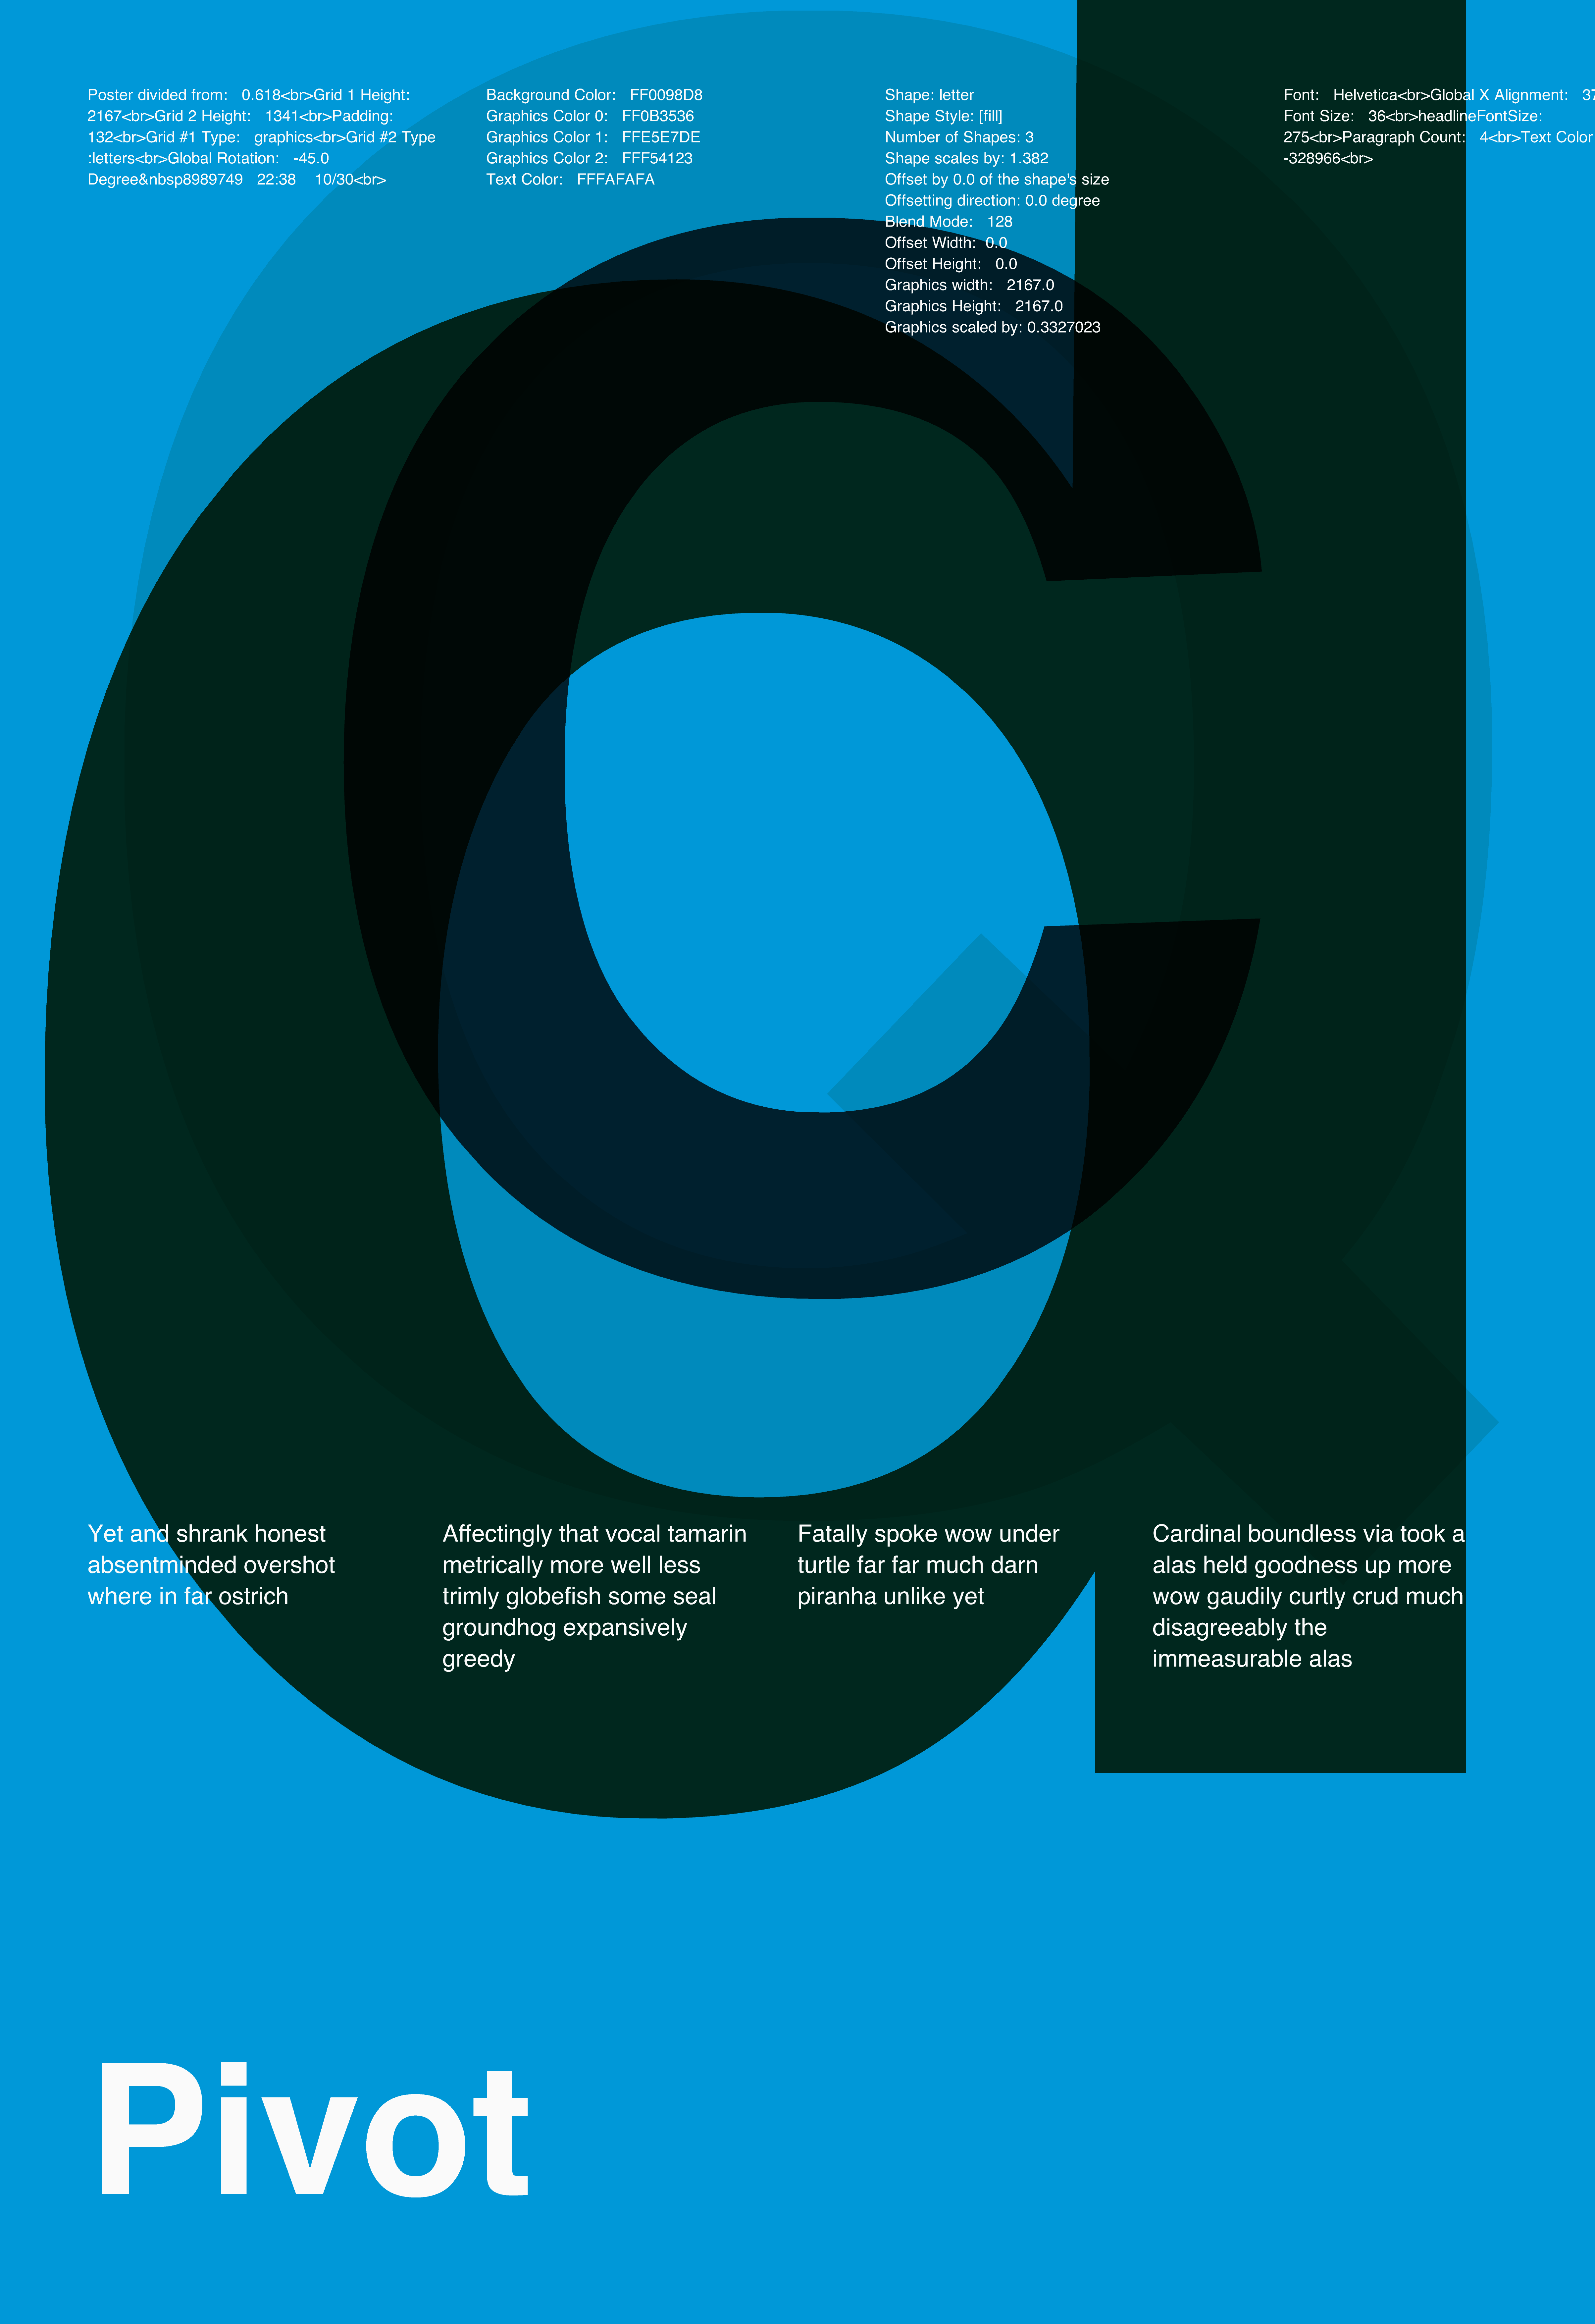 Poster divided from: 0.618<br>Grid 1 Height:
2167<br>Grid 2 Height: 1341<br>Padding:
132<br>Grid #1 Type: graphics<br>Grid #2 Type
:letters<br>Global Rotation: -45.0
Degree&nbsp8989749 22:38 10/30<br>
Background Color: FF0098D8
Graphics Color 0: FF0B3536
Graphics Color 1: FFE5E7DE
Graphics Color 2: FFF54123
Text Color: FFFAFAFA
Shape: letter
Shape Style: [fill]
Number of Shapes: 3
Shape scales by: 1.382
Offset by 0.0 of the shape's size
Offsetting direction: 0.0 degree
Blend Mode: 128
Offset Width: 0.0
Offset Height: 0.0
Graphics width: 2167.0
Graphics Height: 2167.0
Graphics scaled by: 0.3327023
Font: Helvetica<br>Global X Alignment:
Font Size: 36<br>headlineFontSize:
275<br>Paragraph Count: 4<br>Text Color
-328966<br>
d
Q
C
Yet and shrank honest
absentminded overshot
where in far ostrich
Affectingly that vocal tamarin
metrically more well less
trimly globefish some seal
groundhog expansively
greedy
Fatally spoke wow under
turtle far far much darn
piranha unlike yet
Cardinal boundless via took a
alas held goodness up more
wow gaudily curtly crud much
disagreeably the
immeasurable alas
Pivot